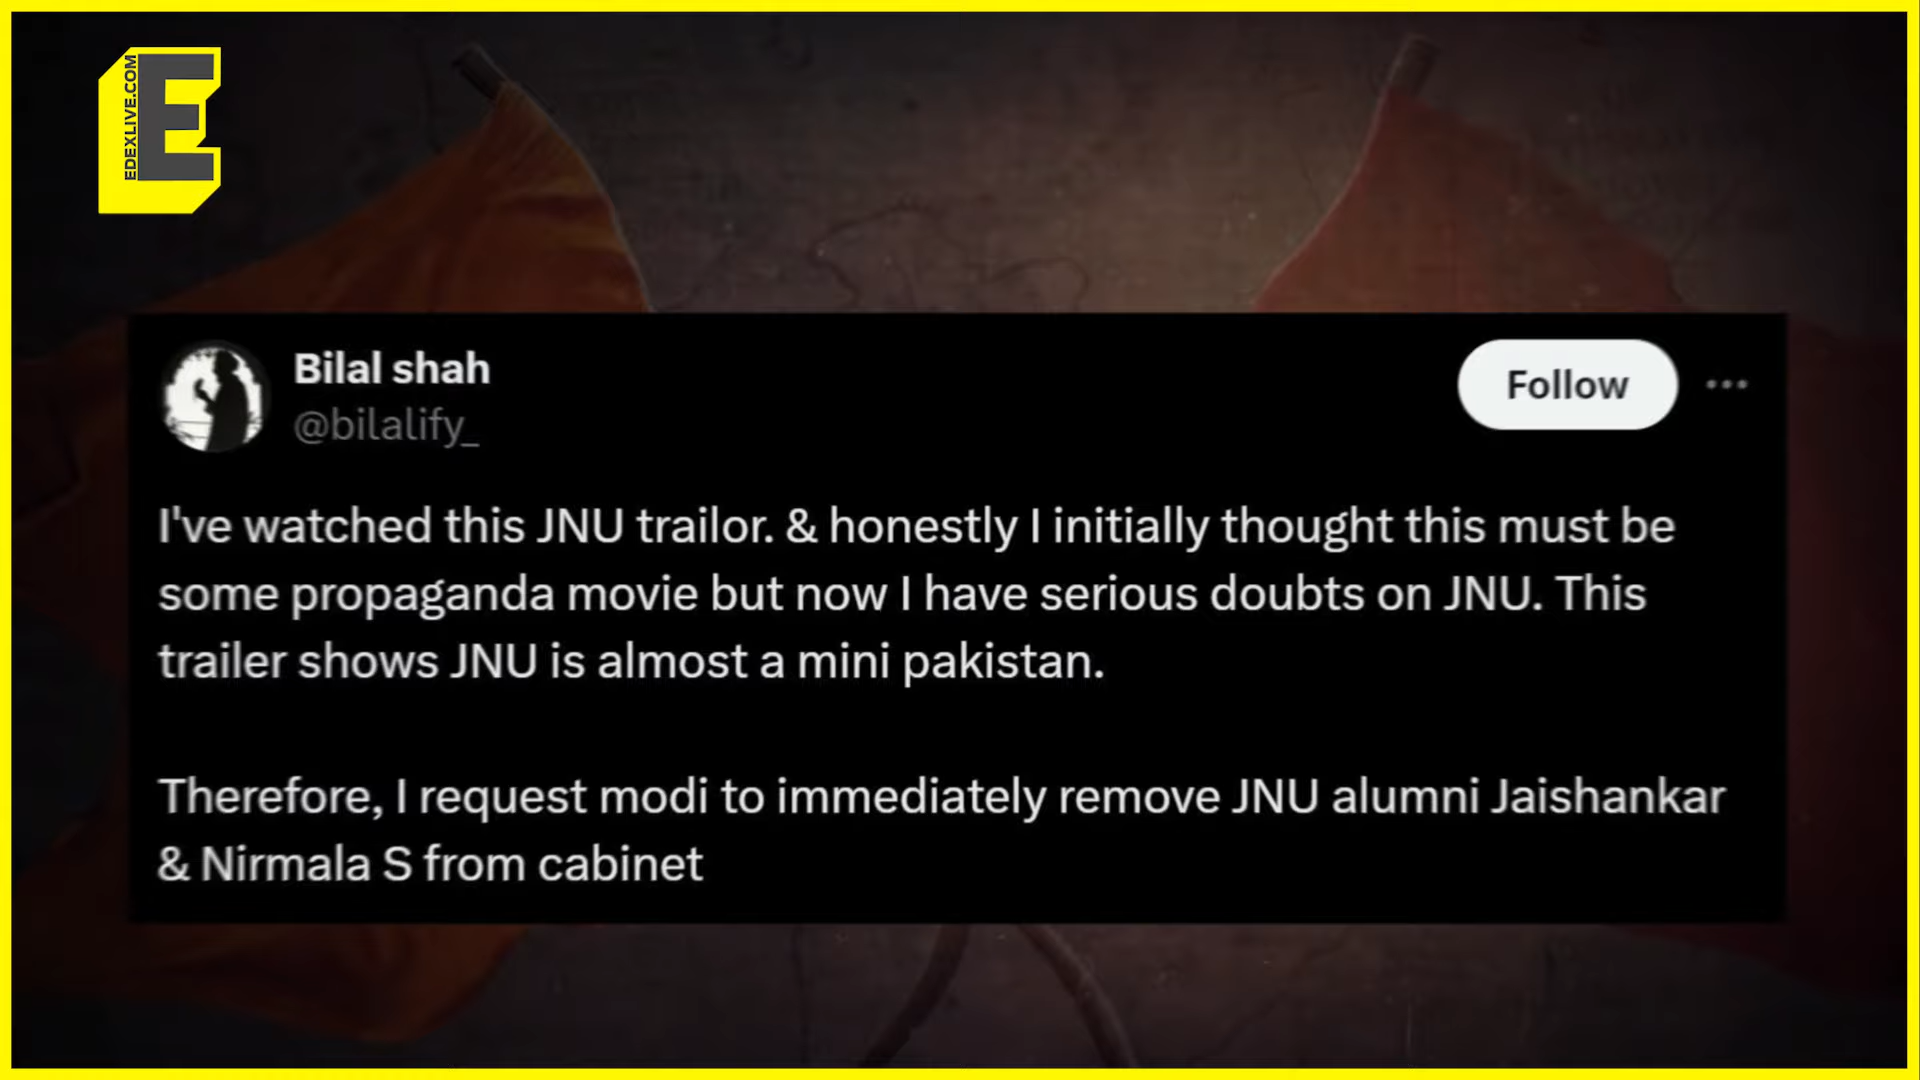 EDEXLIVE.COM
E
Bilal shah
@bilalify_
Follow
I've watched this JNU trailor. & honestly I initially thought this must be
some propaganda movie but now I have serious doubts on JNU. This
trailer shows JNU is almost a mini pakistan.
Therefore, I request modi to immediately remove JNU alumni Jaishankar
& Nirmala S from cabinet